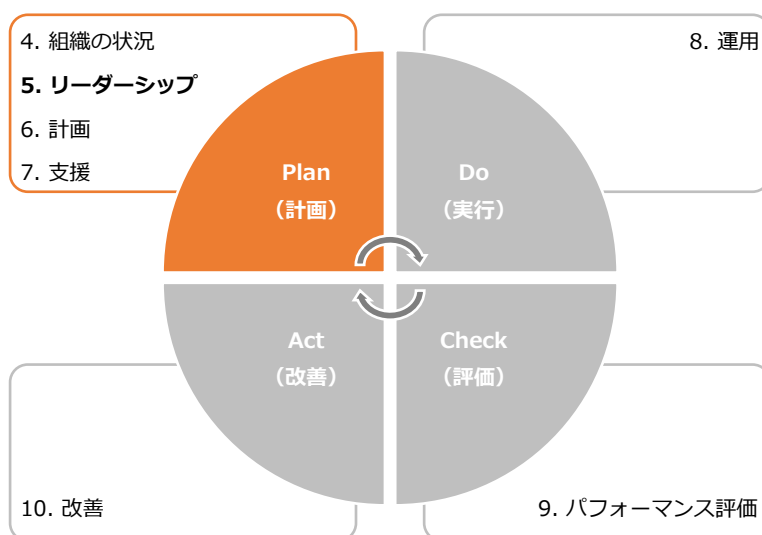 4. 組織の状況
5. リーダーシップ
6. 計画
7. 支援
8. 運用
Plan
（計画）
Do
（実行）
Act
（改善）
Check
（評価）
10. 改善
9. パフォーマンス評価